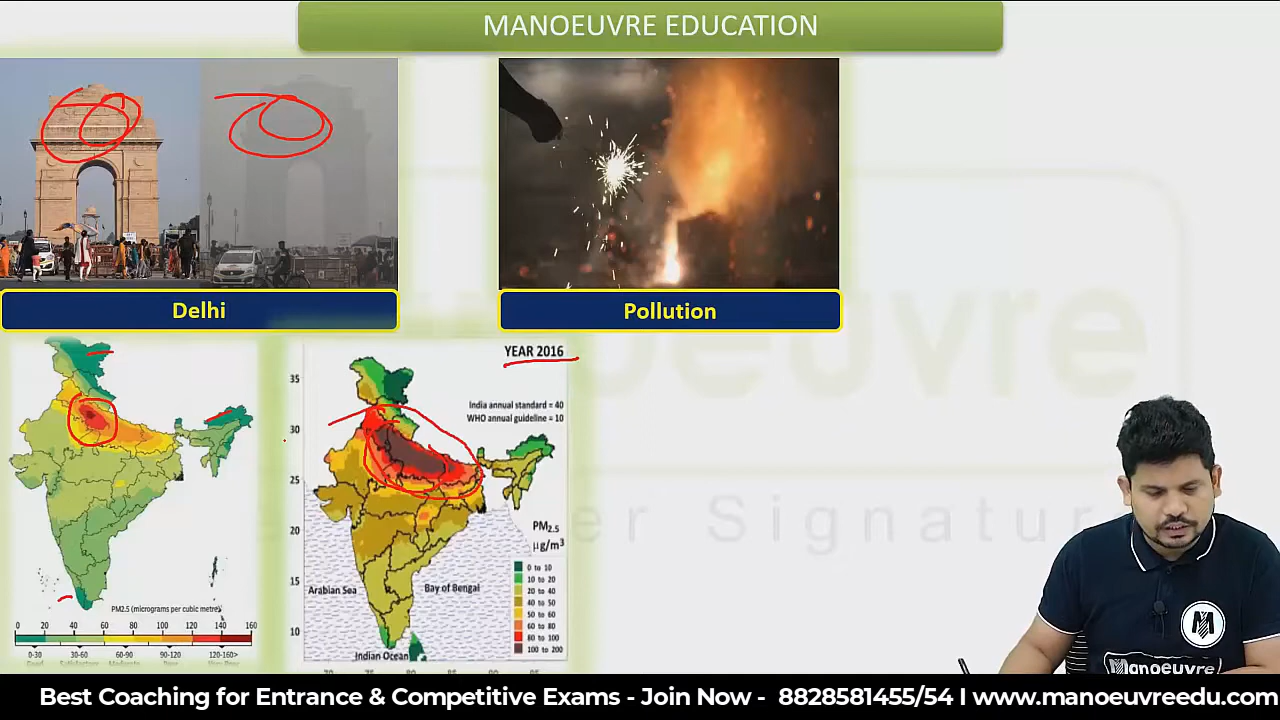 MANOEUVRE EDUCATION
Delhi
Pollution
YEAR 2016
India annual standard = 40
WHO annual guideline = 10
35
30
25
20
15
10
PM2.5
μg/m³
0 to 10
10 to 20
20 to 40
40 to 50
50 to 60
60 to 80
80 to 100
100 to 200
Arabian Sea
Bay of Bengal
Indian Ocean
PM2.5 (micrograms per cubic metre)
0 20 40 60 80 100 120 140 160
0-30 30-60 60-90 90-120 120-160>
Manoeuvre
Best Coaching for Entrance & Competitive Exams - Join Now - 8828581455/54 I www.manoeuvreedu.com